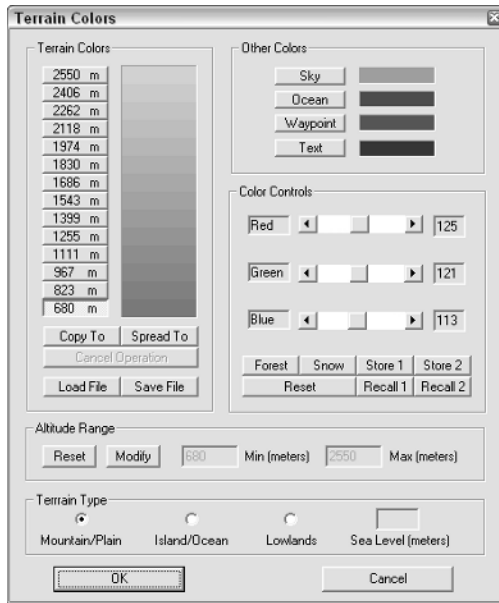 Terrain Colors
Terrain Colors
2550 m
2406 m
2262 m
2118 m
1974 m
1830 m
1686 m
1543 m
1399 m
1255 m
1111 m
967 m
823 m
680 m
Copy To Spread To
Cancel Operation
Load File Save File
Other Colors
Sky
Ocean
Waypoint
Text
Color Controls
Red 125
Green 121
Blue 113
Forest Snow Store 1 Store 2
Reset Recall 1 Recall 2
Altitude Range
Reset Modify 680 Min (meters) 2550 Max (meters)
Terrrain Type
Mountain/Plain Island/Ocean Lowlands Sea Level (meters)
OK Cancel